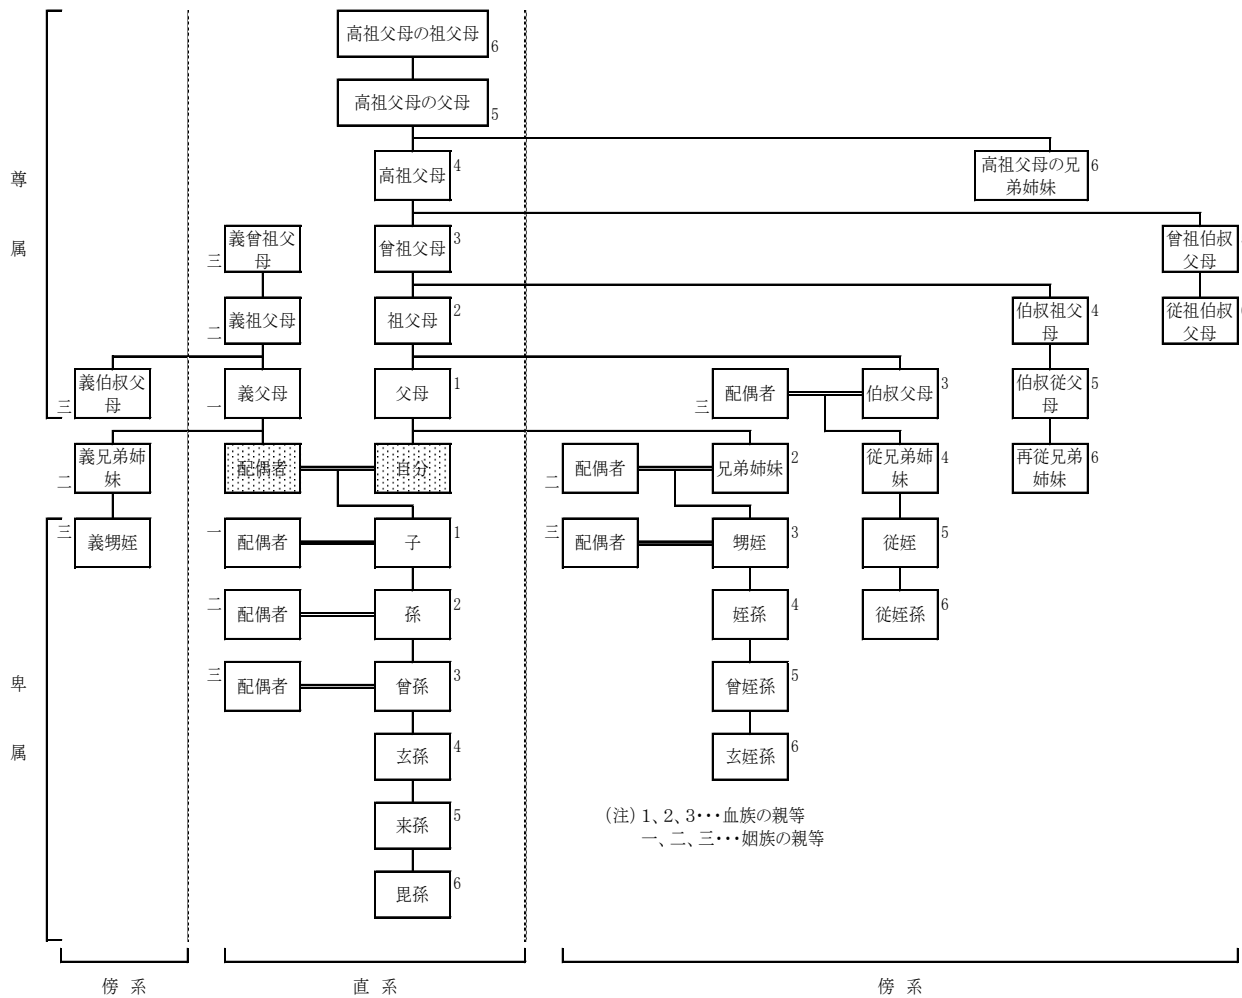 高祖父母の祖父母
6
高祖父母の父母
5
高祖父母
4
高祖父母の兄
弟姉妹
6
尊
属
義曾祖父
母
三
曾祖父母
3
曾祖伯叔
父母
義祖父母
二
祖父母
2
伯叔祖父
母
4
従祖伯叔
父母
義伯叔父
母
三
義父母
一
父母
1
配偶者
三
伯叔父母
3
伯叔従父
母
5
義兄弟姉
妹
二
配偶者
自分
配偶者
二
兄弟姉妹
2
従兄弟姉
妹
4
再従兄弟
姉妹
6
三
義甥姪
一
配偶者
子
1
三
配偶者
甥姪
3
従姪
5
二
配偶者
孫
2
姪孫
4
従姪孫
6
卑
属
三
配偶者
曾孫
3
曾姪孫
5
玄孫
4
玄姪孫
6
来孫
5
(注)1、2、3・・・血族の親等
一、二、三・・・姻族の親等
毘孫
6
傍 系
直 系
傍 系